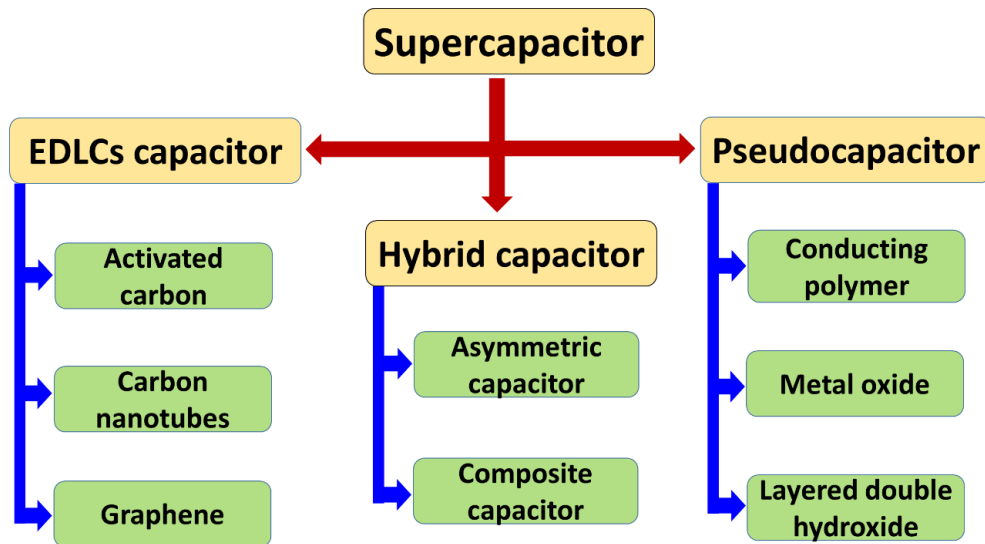 Supercapacitor
EDLCs capacitor
Pseudocapacitor
Hybrid capacitor
Activated
carbon
Carbon
nanotubes
Graphene
Asymmetric
capacitor
Composite
capacitor
Conducting
polymer
Metal oxide
Layered double
hydroxide